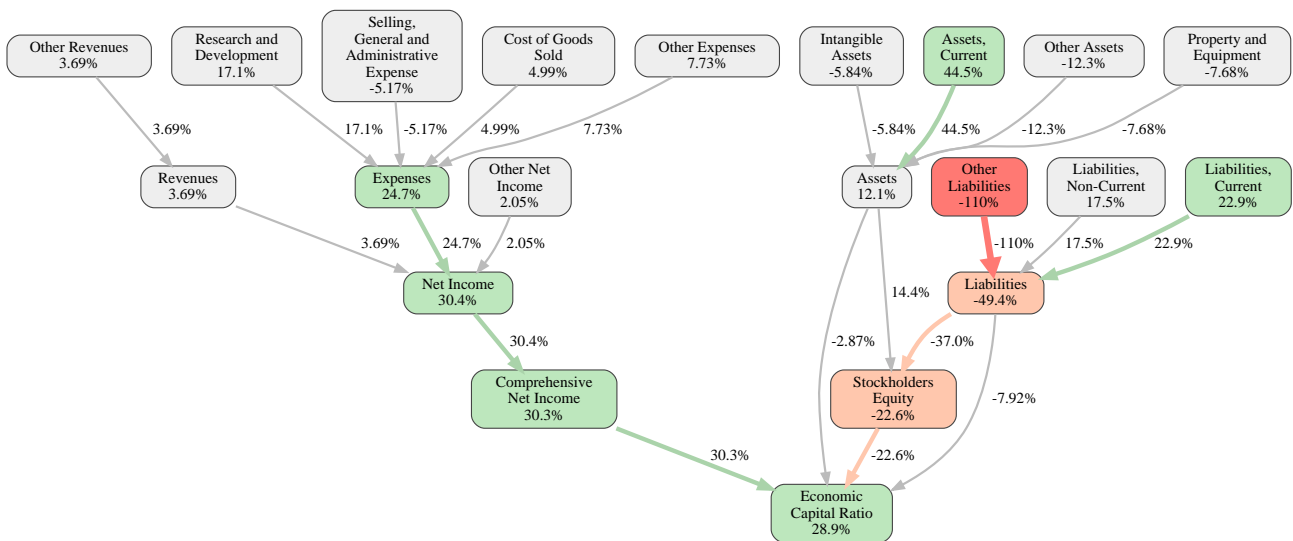 Other Revenues
3.69%
Research and
Development
17.1%
Selling,
General and
Administrative
Expense
-5.17%
Cost of Goods
Sold
4.99%
Other Expenses
7.73%
Intangible
Assets
-5.84%
Assets,
Current
44.5%
Other Assets
-12.3%
Property and
Equipment
-7.68%
3.69%
17.1%
-5.17%
4.99%
7.73%
-5.84%
44.5%
-12.3%
-7.68%
Revenues
3.69%
Expenses
24.7%
Other Net
Income
2.05%
Assets
12.1%
Other
Liabilities
-110%
Liabilities,
Non-Current
17.5%
Liabilities,
Current
22.9%
3.69%
24.7%
2.05%
-110%
17.5%
22.9%
Net Income
30.4%
Liabilities
-49.4%
14.4%
30.4%
-2.87%
-37.0%
Comprehensive
Net Income
30.3%
Stockholders
Equity
-22.6%
-7.92%
30.3%
-22.6%
Economic
Capital Ratio
28.9%